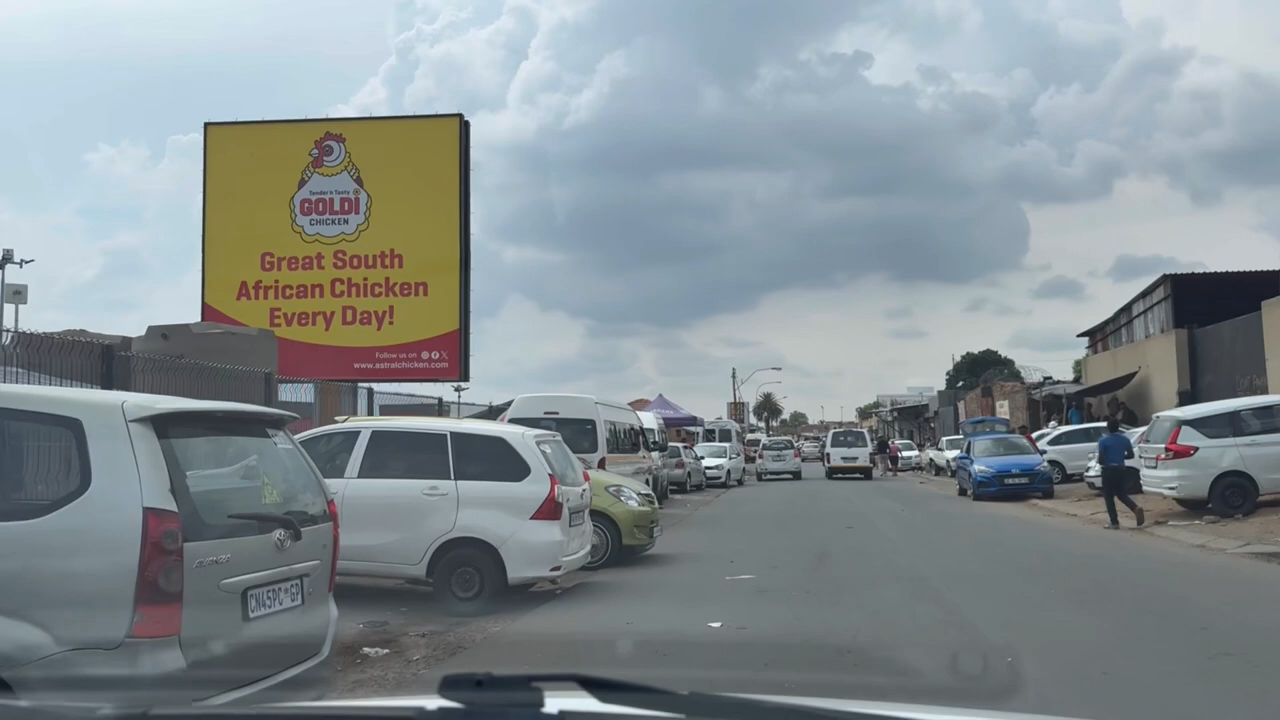 Tender n Tasty
GOLDI
CHICKEN
Great South
African Chicken
Every Day!
Follow us on
www.astralchicken.com
AVANZA
CN45PC GP